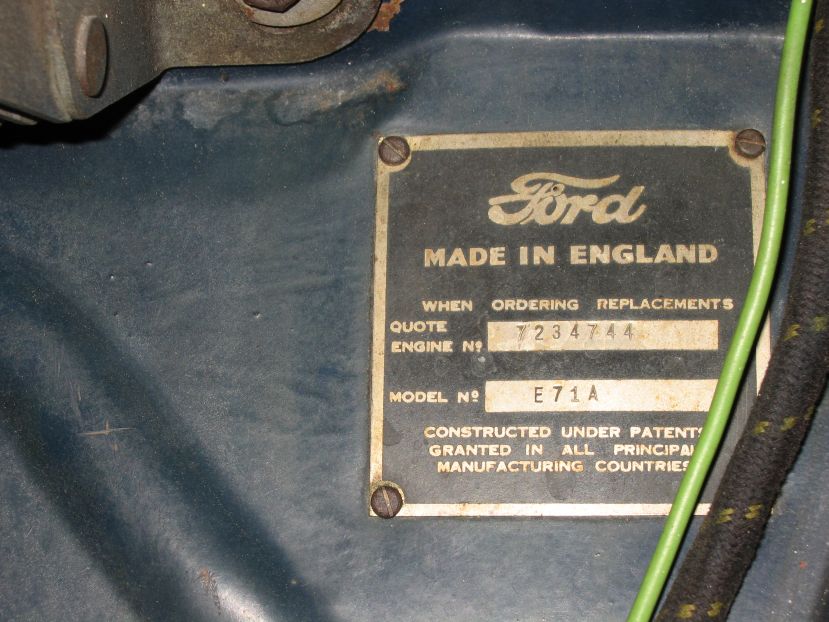 Ford
MADE IN ENGLAND
WHEN ORDERING REPLACEMENTS
QUOTE
ENGINE Nº 7234744
MODEL Nº E71A
CONSTRUCTED UNDER PATENTS
GRANTED IN ALL PRINCIPAL
MANUFACTURING COUNTRIES